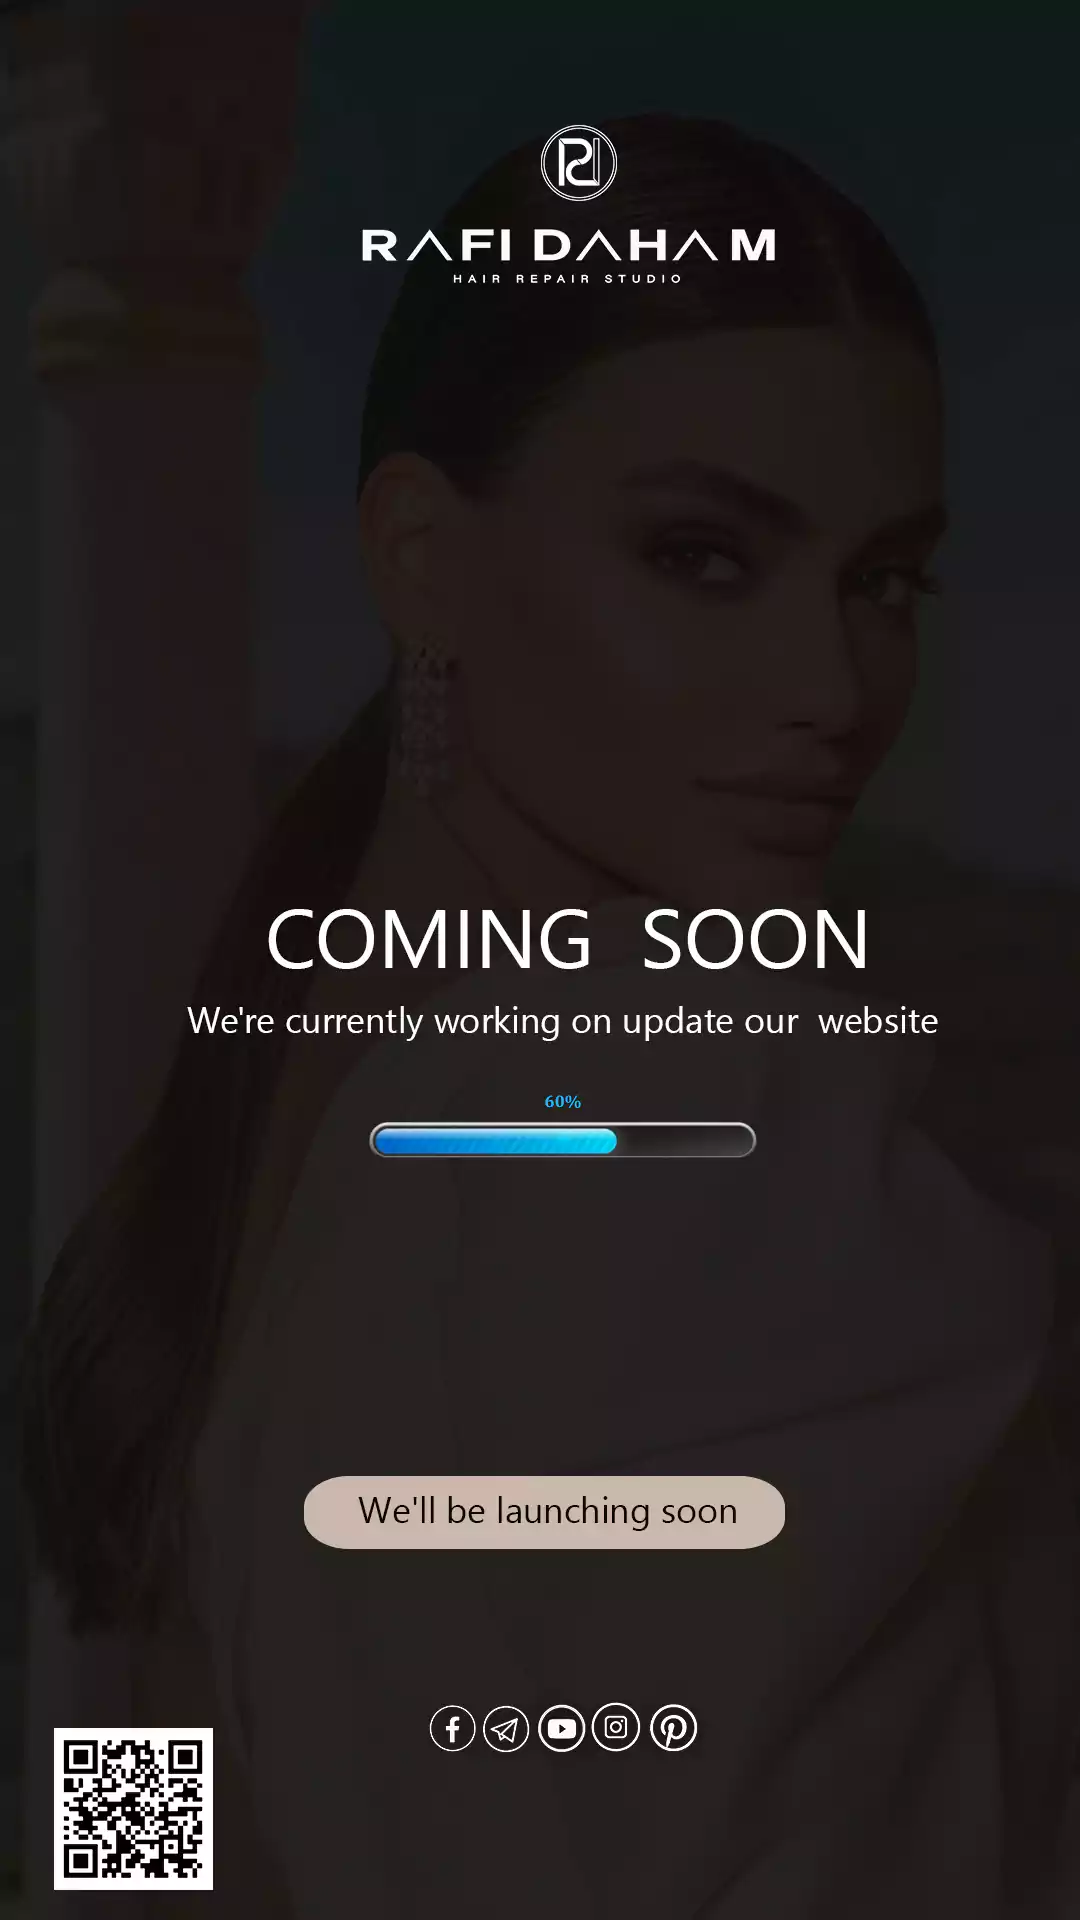 RAFI DAHAM
HAIR REPAIR STUDIO
COMING SOON
We're currently working on update our website
60%
We'll be launching soon